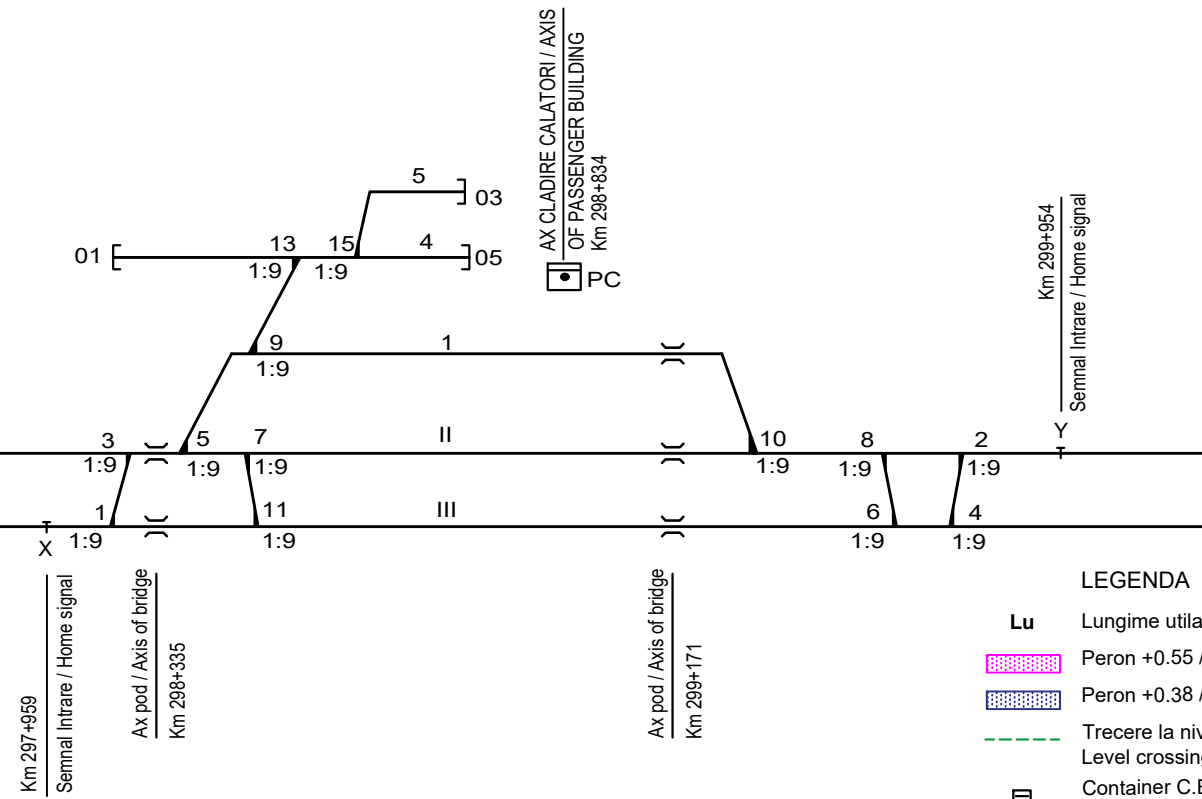 AX CLADIRE CALATORI / AXIS
OF PASSENGER BUILDING
Km 298+834
5
03
01
13
15
4
05
1:9
1:9
PC
Km 299+954
Semnal Intrare / Home signal
9
1
1:9
Y
3
5
7
II
10
8
2
1:9
1:9
1:9
1:9
1:9
1:9
1
11
III
6
4
X
1:9
1:9
1:9
1:9
Km 297+959
Semnal Intrare / Home signal
Ax pod / Axis of bridge
Km 298+335
Ax pod / Axis of bridge
Km 299+171
LEGENDA
Lu Lungime utila
Peron +0.55 /
Peron +0.38 /
Trecere la niv
Level crossing
Container C.E